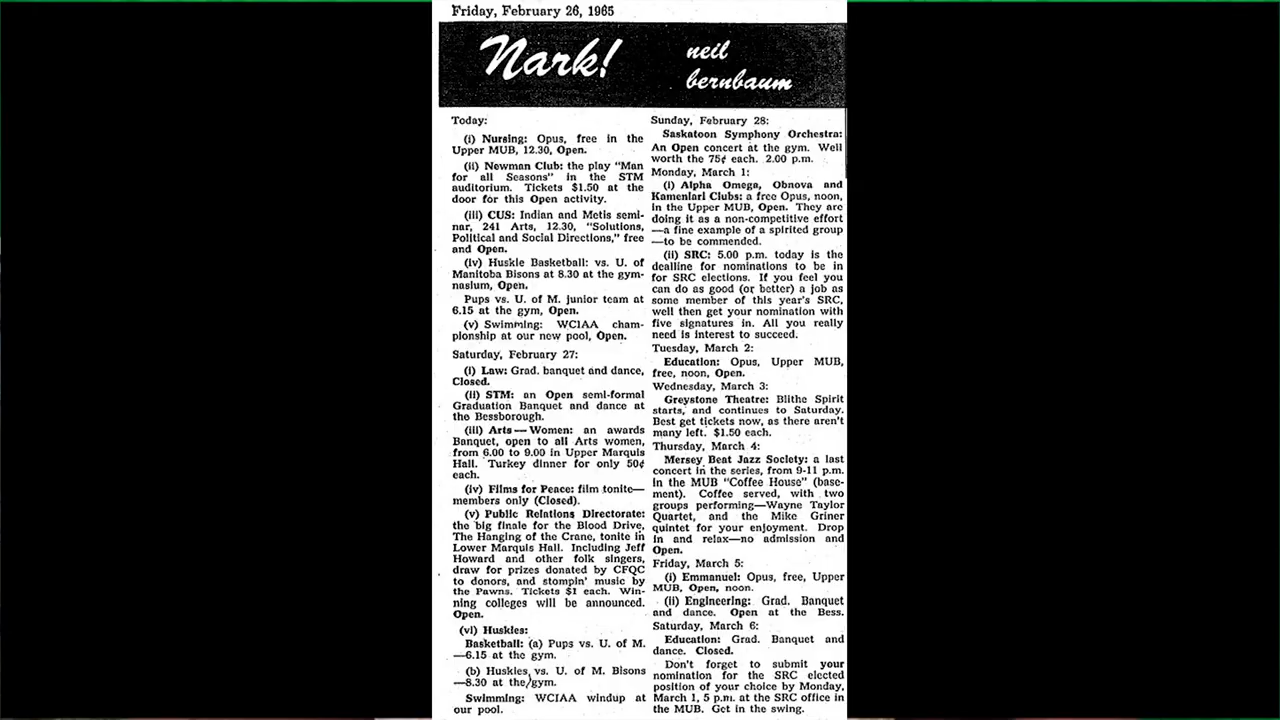 Friday, February 26, 1965
Nark!
neil
bernbaum
Today:
(i) Nursing: Opus, free in the
Upper MUB, 12.30, Open.
(ii) Newman Club: the play "Man
for all Seasons" in the STM
auditorium. Tickets $1.50 at the
door for this Open activity.
(iii) CUS: Indian and Metis semi-
nar, 241 Arts, 12.30, "Solutions,
Political and Social Directions," free
and Open.
(iv) Huskie Basketball: vs. U. of
Manitoba Bisons at 8.30 at the gym-
nasium, Open.
Pups vs. U. of M. junior team at
6.15 at the gym, Open.
(v) Swimming: WCIAA cham-
pionship at our new pool, Open.
Saturday, February 27:
(i) Law: Grad. banquet and dance,
Closed.
(ii) STM: an Open semi-formal
Graduation Banquet and dance at
the Bessborough.
(iii) Arts—Women: an awards
Banquet, open to all Arts women,
from 6.00 to 9.00 in Upper Marquis
Hall. Turkey dinner for only 50¢
each.
(iv) Films for Peace: film tonite—
members only (Closed).
(v) Public Relations Directorate:
the big finale for the Blood Drive,
The Hanging of the Crane, tonite in
Lower Marquis Hall. Including Jeff
Howard and other folk singers,
draw for prizes donated by CFQC
to donors, and stompin' music by
the Pawns. Tickets $1 each. Win-
ning colleges will be announced.
Open.
(vi) Huskies:
Basketball: (a) Pups vs. U. of M.
—6.15 at the gym.
(b) Huskies vs. U. of M. Bisons
—8.30 at the gym.
Swimming: WCIAA windup at
our pool.
Sunday, February 28:
Saskatoon Symphony Orchestra:
An Open concert at the gym. Well
worth the 75¢ each. 2.00 p.m.
Monday, March 1:
(i) Alpha Omega, Obnova and
Kameniari Clubs: a free Opus, noon,
in the Upper MUB, Open. They are
doing it as a non-competitive effort
—a fine example of a spirited group
—to be commended.
(ii) SRC: 5.00 p.m. today is the
dealline for nominations to be in
for SRC elections. If you feel you
can do as good (or better) a job as
some member of this year's SRC,
well then get your nomination with
five signatures in. All you really
need is interest to succeed.
Tuesday, March 2:
Education: Opus, Upper MUB,
free, noon, Open.
Wednesday, March 3:
Greystone Theatre: Blithe Spirit
starts, and continues to Saturday.
Best get tickets now, as there aren't
many left. $1.50 each.
Thursday, March 4:
Mersey Beat Jazz Society: a last
concert in the series, from 9-11 p.m.
in the MUB "Coffee House" (base-
ment). Coffee served, with two
groups performing—Wayne Taylor
Quartet, and the Mike Griner
quintet for your enjoyment. Drop
in and relax—no admission and
Open.
Friday, March 5:
(i) Emmanuel: Opus, free, Upper
MUB, Open, noon.
(ii) Engineering: Grad. Banquet
and dance. Open at the Bess.
Saturday, March 6:
Education: Grad. Banquet and
dance. Closed.
Don't forget to submit your
nomination for the SRC elected
position of your choice by Monday,
March 1, 5 p.m. at the SRC office in
the MUB. Get in the swing.